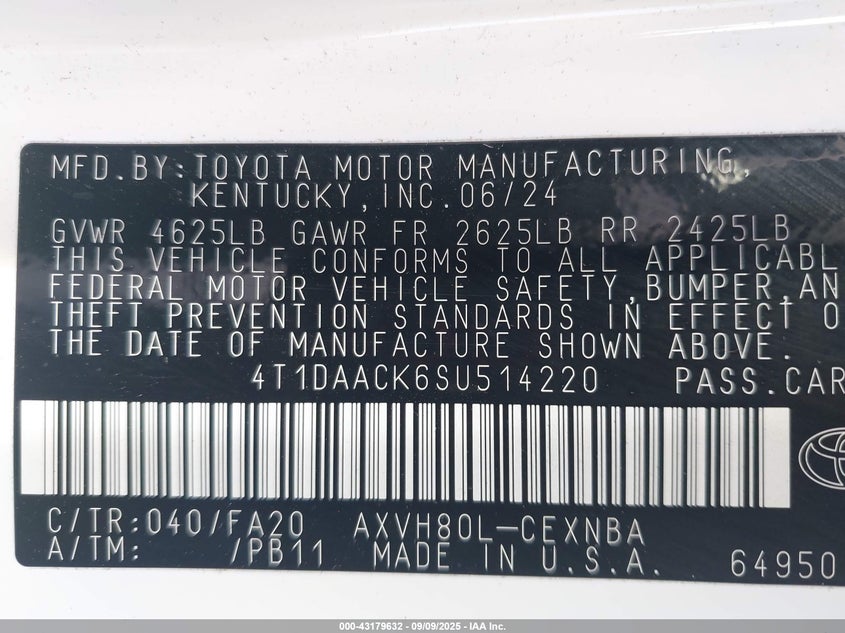 MFD.BY:TOYOTA MOTOR MANUFACTURING,
KENTUCKY,INC.06/24
GVWR 4625LB GAWR FR 2625LB RR 2425LB
THIS VEHICLE CONFORMS TO ALL APPLICABL
FEDERAL MOTOR VEHICLE SAFETY,BUMPER,AN
THEFT PREVENTION STANDARDS IN EFFECT O
THE DATE OF MANUFACTURE SHOWN ABOVE.
4T1DAACK6SU514220 PASS.CAR
C/TR:040/FA20 AXVH80L-CEXNBA
A/TM: /PB11 MADE IN U.S.A. 64950
000-43179632 - 09/09/2025 - IAA Inc.